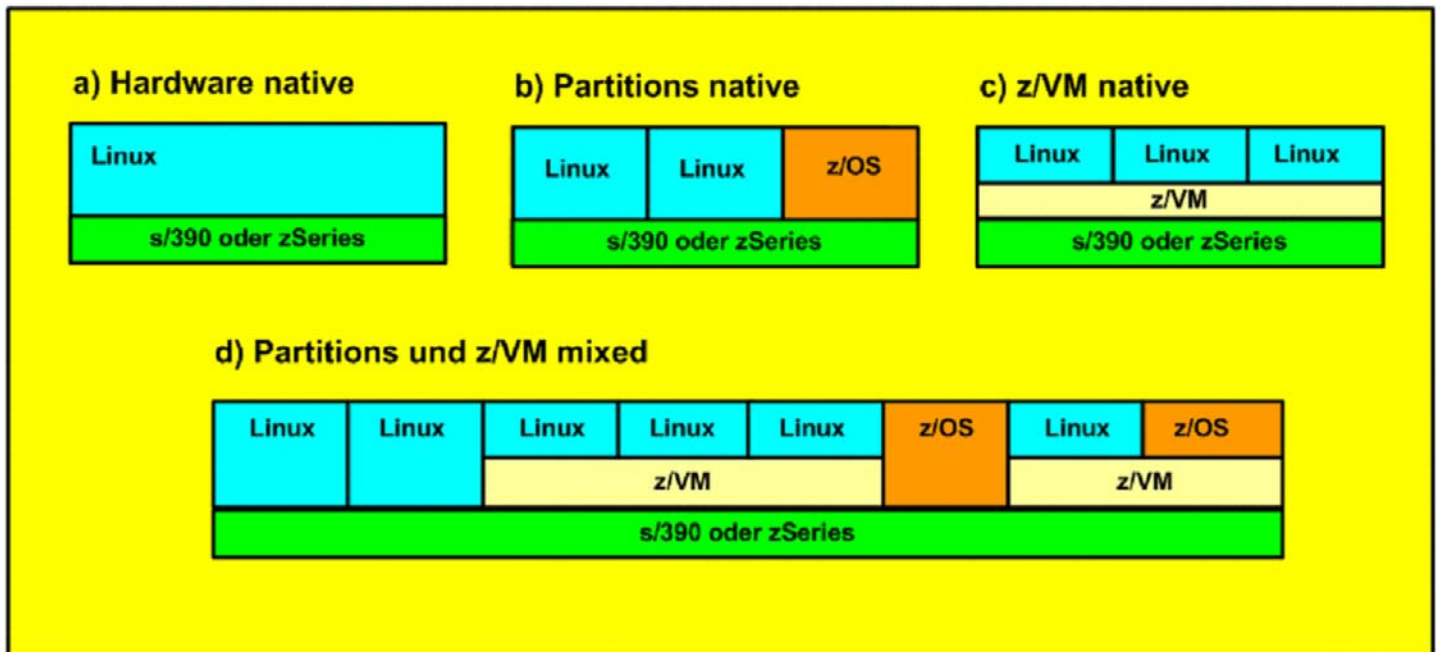 a) Hardware native
Linux
s/390 oder zSeries
b) Partitions native
Linux Linux z/OS
s/390 oder zSeries
c) z/VM native
Linux Linux Linux
z/VM
s/390 oder zSeries
d) Partitions und z/VM mixed
Linux Linux Linux Linux Linux z/OS Linux z/OS
z/VM z/VM
s/390 oder zSeries